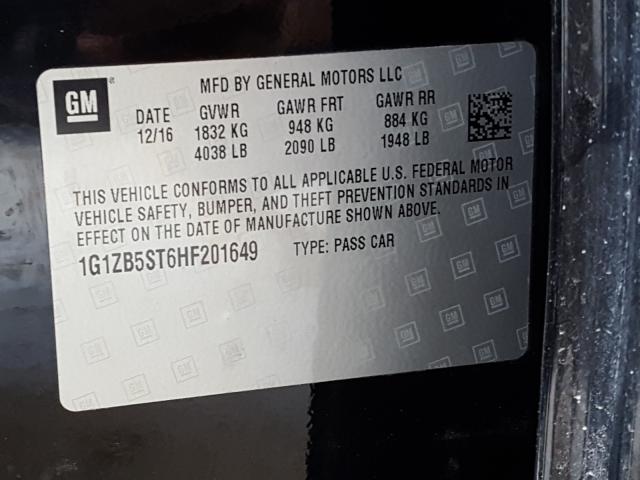 GM
MFD BY GENERAL MOTORS LLC
DATE GVWR GAWR FRT GAWR RR
12/16 1832 KG 948 KG 884 KG
4038 LB 2090 LB 1948 LB
THIS VEHICLE CONFORMS TO ALL APPLICABLE U.S. FEDERAL MOTOR
VEHICLE SAFETY, BUMPER, AND THEFT PREVENTION STANDARDS IN
EFFECT ON THE DATE OF MANUFACTURE SHOWN ABOVE.
1G1ZB5ST6HF201649 TYPE: PASS CAR